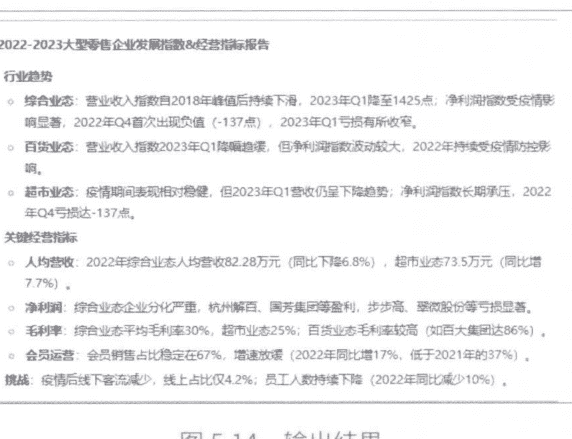 2022-2023大型零售企业发展指数&经营指标报告
行业趋势
综合业态：营业收入指数自2018年峰值后持续下滑，2023年Q1降至1425点；净利润指数受疫情影
响显著，2022年Q4首次出现负值（-137点），2023年Q1亏损有所收窄。
百货业态：营业收入指数2023年Q1降幅趋缓，但净利润指数波动较大，2022年持续受疫情防控影
响。
超市业态：疫情期间表现相对稳健，但2023年Q1营收仍呈下降趋势；净利润指数长期承压，2022
年Q4亏损达-137点。
关键经营指标
人均营收：2022年综合业态人均营收82.28万元（同比下降6.8%），超市业态73.5万元（同比增
7.7%）。
净利润：综合业态企业分化严重，杭州解百、国芳集团等盈利，步步高、翠微股份等亏损显著。
毛利率：综合业态平均毛利率30%，超市业态25%；百货业态毛利率较高（如百大集团达86%）。
会员运营：会员销售占比稳定在67%，增速放缓（2022年同比增17%，低于2021年的37%）。
挑战：疫情后线下客流减少，线上占比仅4.2%；员工人数持续下降（2022年同比减少10%）。
图 5-14 输出结果